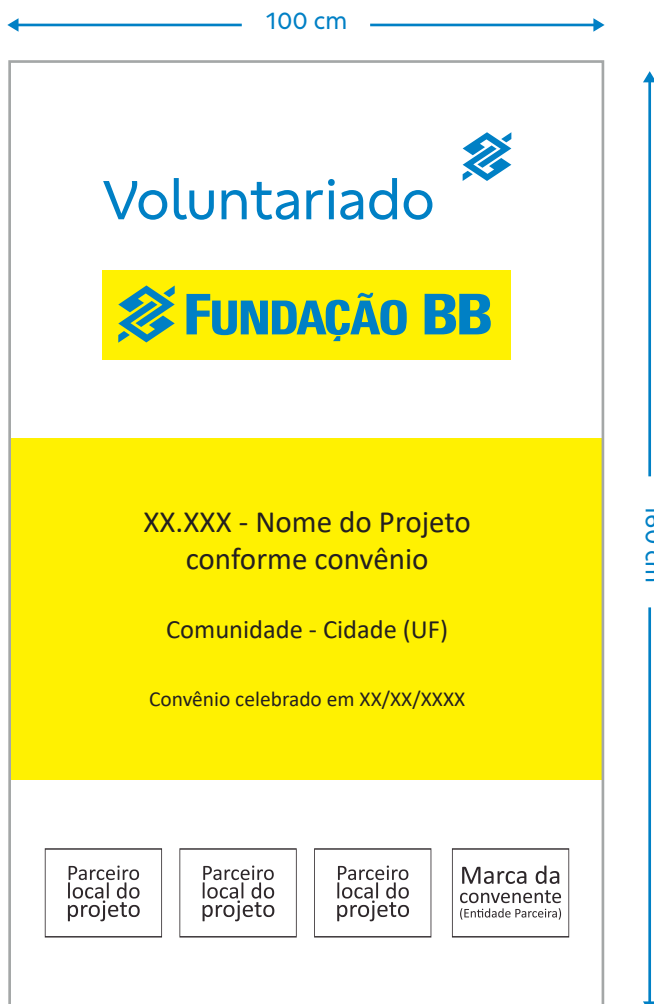 100 cm
Voluntariado
FUNDAÇÃO BB
XX.XXX - Nome do Projeto
conforme convênio
Comunidade - Cidade (UF)
Convênio celebrado em XX/XX/XXXX
Parceiro
local do
projeto
Parceiro
local do
projeto
Parceiro
local do
projeto
Marca da
convenente
(Entidade Parceira)
cm